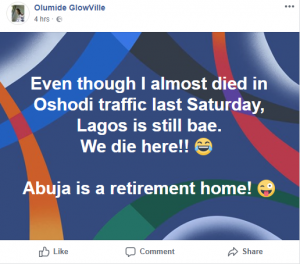 Olumide GlowVille
4 hrs ·
Even though I almost died in
Oshodi traffic last Saturday,
Lagos is still bae.
We die here!! 😂
Abuja is a retirement home! 😜
Like Comment Share